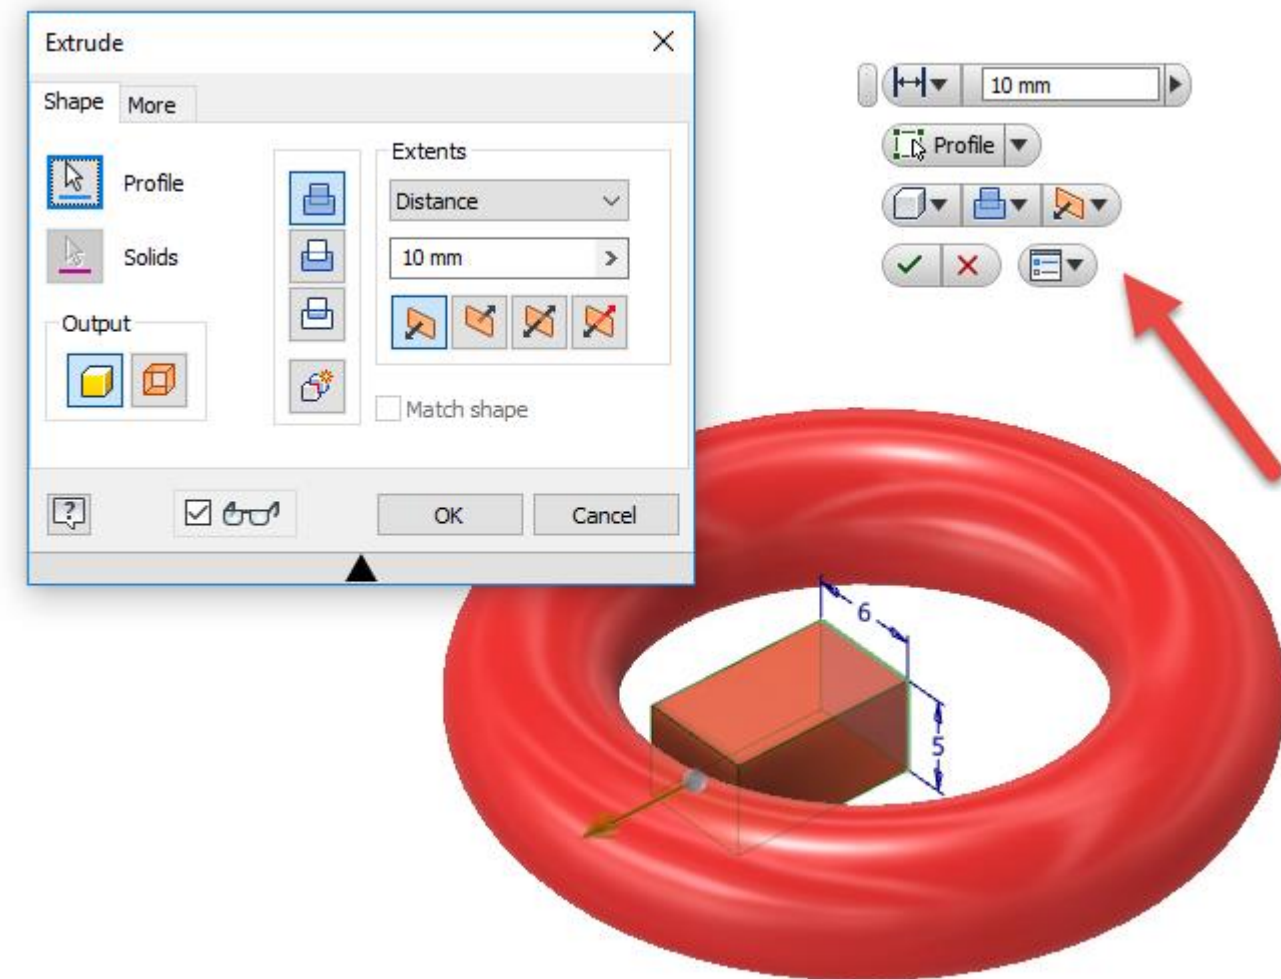 Extrude
Shape
More
Profile
Solids
Output
Extents
Distance
10 mm
Match shape
OK
Cancel
10 mm
Profile
6
5